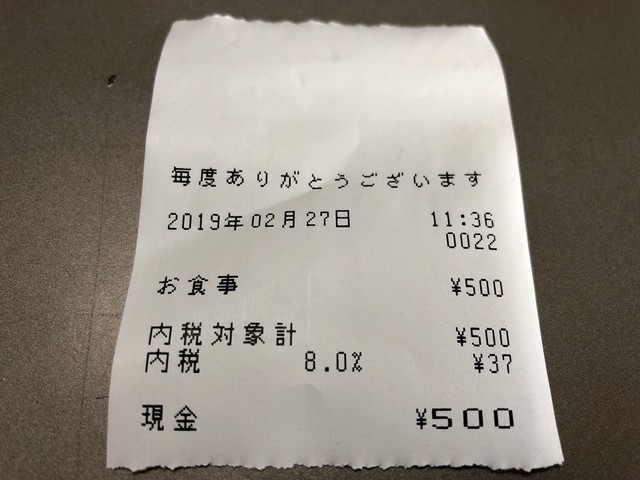 毎度ありがとうございます
2019年02月27日 11:36
0022
お食事 ¥500
内税対象計 ¥500
内税 8.0% ¥37
現金 ¥500